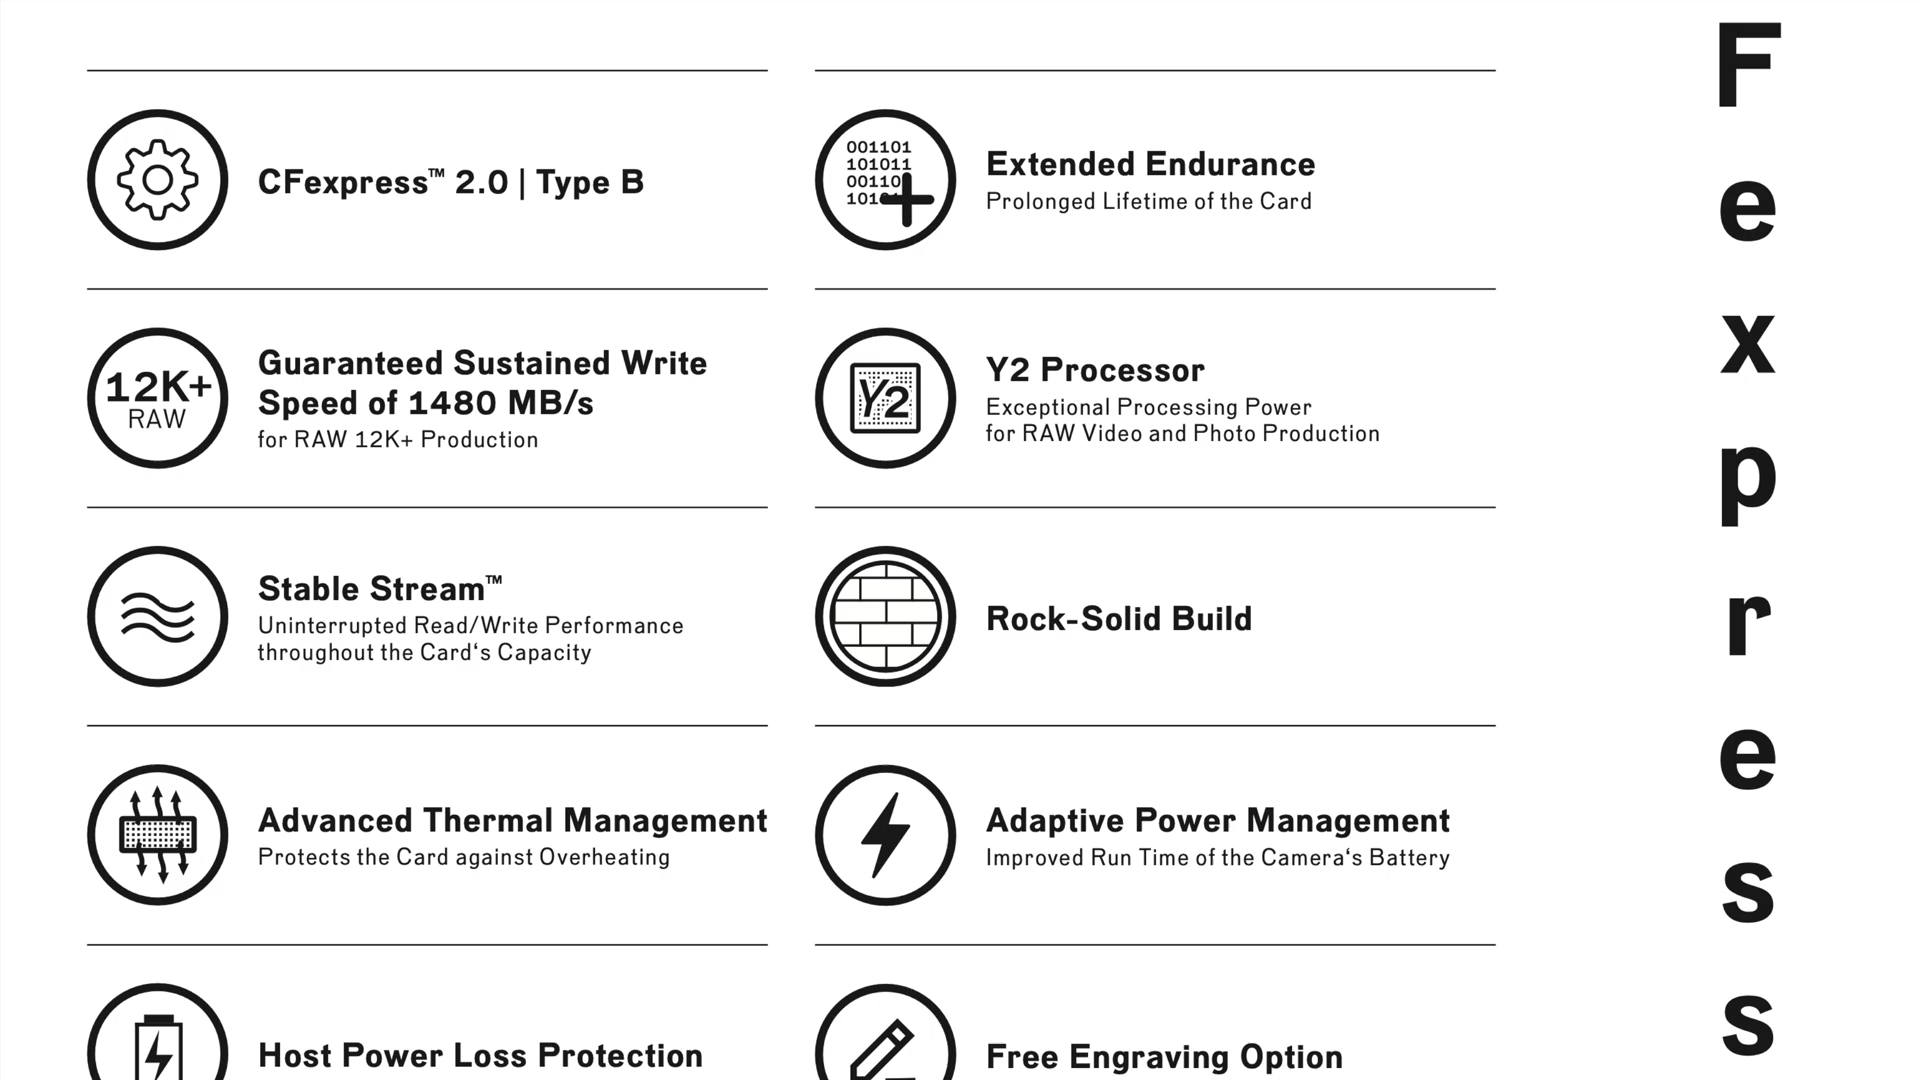 CFexpress™ 2.0 | Type B
001101
101011
00110
101
Extended Endurance
Prolonged Lifetime of the Card
12K+
RAW
Guaranteed Sustained Write
Speed of 1480 MB/s
for RAW 12K+ Production
Y2
Y2 Processor
Exceptional Processing Power
for RAW Video and Photo Production
Stable Stream™
Uninterrupted Read/Write Performance
throughout the Card‘s Capacity
Rock-Solid Build
Advanced Thermal Management
Protects the Card against Overheating
Adaptive Power Management
Improved Run Time of the Camera‘s Battery
Host Power Loss Protection
Free Engraving Option
F
e
x
p
r
e
s
s